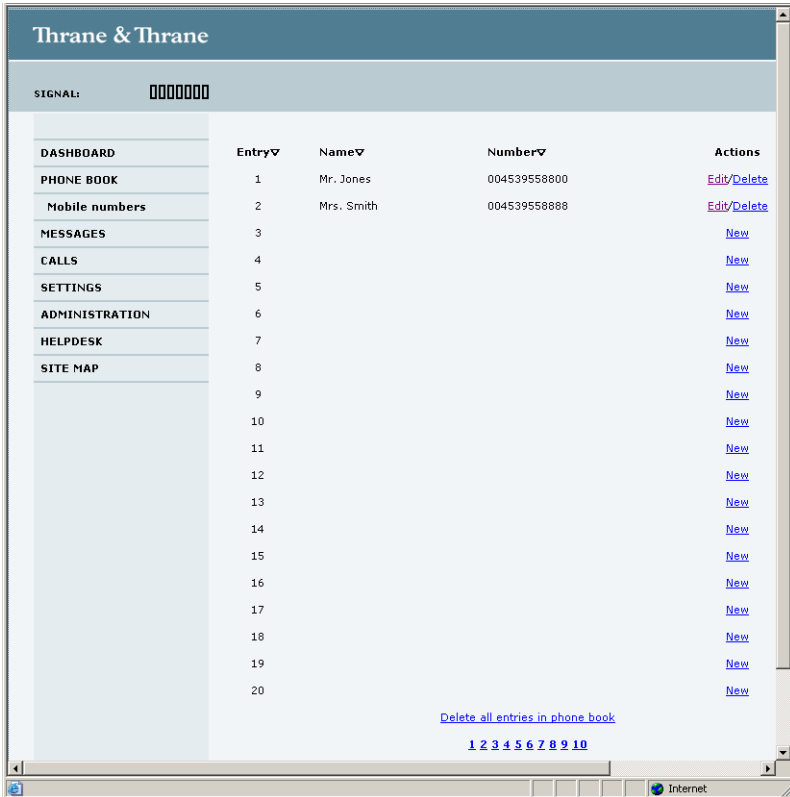 Thrane & Thrane
SIGNAL:
DASHBOARD
PHONE BOOK
Mobile numbers
MESSAGES
CALLS
SETTINGS
ADMINISTRATION
HELPDESK
SITE MAP
Entry Name Number Actions
1 Mr. Jones 004539558800 Edit/Delete
2 Mrs. Smith 004539558888 Edit/Delete
3 New
4 New
5 New
6 New
7 New
8 New
9 New
10 New
11 New
12 New
13 New
14 New
15 New
16 New
17 New
18 New
19 New
20 New
Delete all entries in phone book
1 2 3 4 5 6 7 8 9 10
Internet